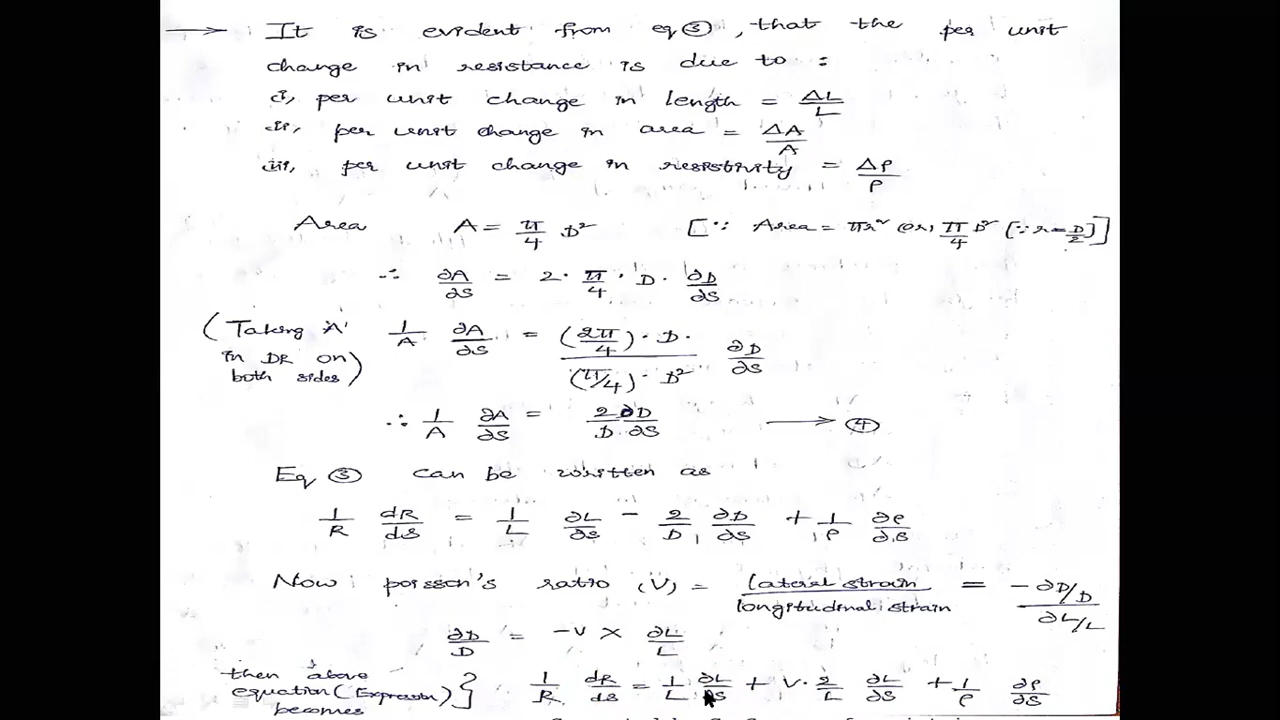 → It is evident from eq ③, that the per unit
change in resistance is due to :
i, per unit change in length = ΔL/L
ii, per unit change in area = ΔA/A
iii, per unit change in resistivity = Δρ/ρ
Area A = π/4 D² [∵ Area = πr² (or) π/4 D² [∵ r = D/2]]
∴ ∂A/∂S = 2 · π/4 · D · ∂D/∂S
(Taking 'A' in DR on both sides) 1/A ∂A/∂S = (2π/4) · D · / (π/4) · D² ∂D/∂S
∴ 1/A ∂A/∂S = 2/D ∂D/∂S → ④
Eq ③ can be written as
1/R dR/ds = 1/L ∂L/∂S - 2/D ∂D/∂S + 1/ρ ∂ρ/∂S
Now poisson's ratio (ν) = lateral strain / longitudinal strain = -∂D/D / ∂L/L
∂D/D = -ν × ∂L/L
then above equation (Expression) becomes } 1/R dR/ds = 1/L ∂L/∂S + ν · 2/L ∂L/∂S + 1/ρ ∂ρ/∂S